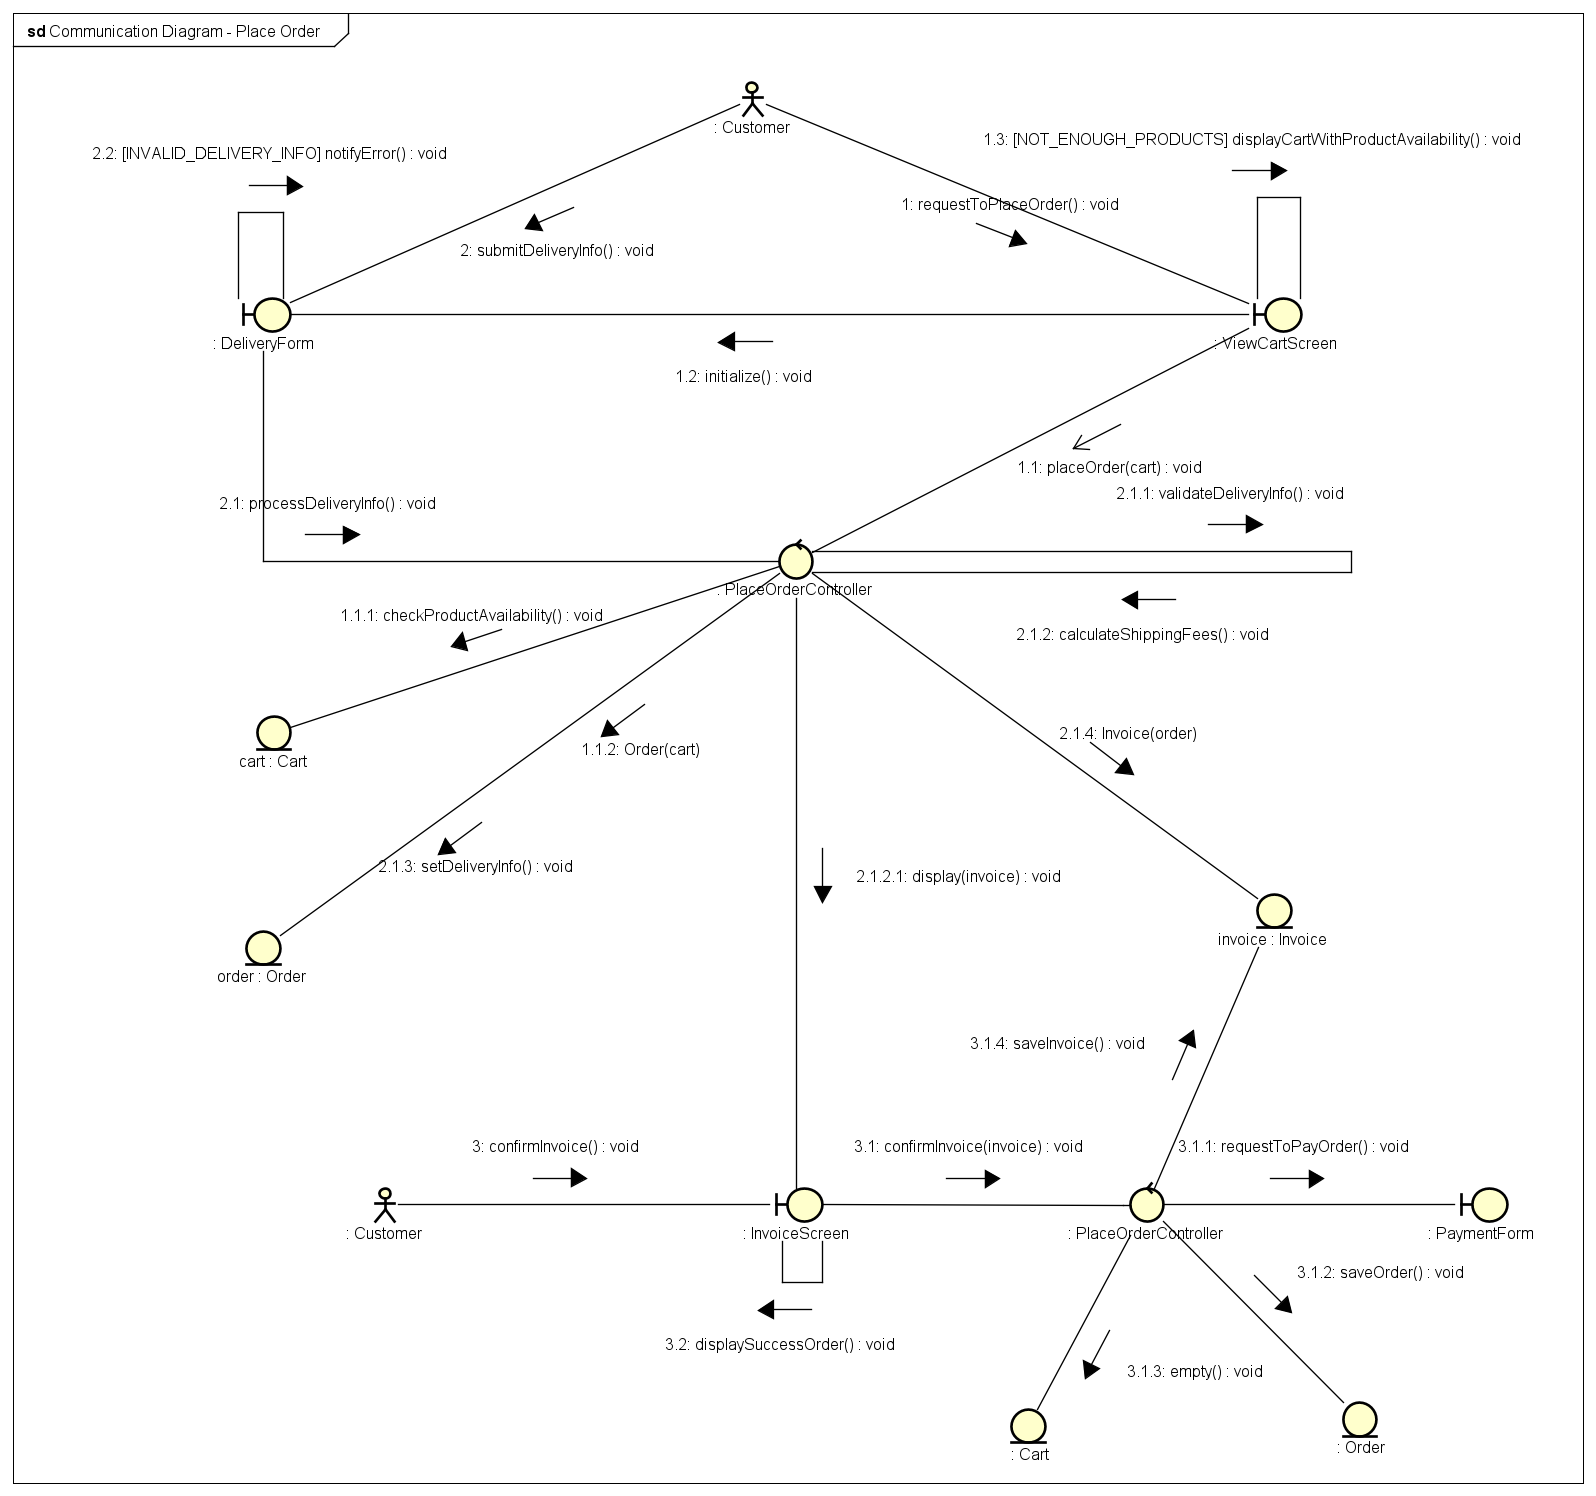 sd Communication Diagram - Place Order
: Customer
2.2: [INVALID_DELIVERY_INFO] notifyError() : void
1.3: [NOT_ENOUGH_PRODUCTS] displayCartWithProductAvailability() : void
1: requestToPlaceOrder() : void
2: submitDeliveryInfo() : void
: DeliveryForm
: ViewCartScreen
1.2: initialize() : void
1.1: placeOrder(cart) : void
2.1.1: validateDeliveryInfo() : void
2.1: processDeliveryInfo() : void
: PlaceOrderController
1.1.1: checkProductAvailability() : void
2.1.2: calculateShippingFees() : void
2.1.4: Invoice(order)
1.1.2: Order(cart)
cart : Cart
2.1.3: setDeliveryInfo() : void
2.1.2.1: display(invoice) : void
invoice : Invoice
order : Order
3.1.4: saveInvoice() : void
3: confirmInvoice() : void
3.1: confirmInvoice(invoice) : void
3.1.1: requestToPayOrder() : void
: Customer
: InvoiceScreen
: PlaceOrderController
: PaymentForm
3.1.2: saveOrder() : void
3.2: displaySuccessOrder() : void
3.1.3: empty() : void
: Cart
: Order